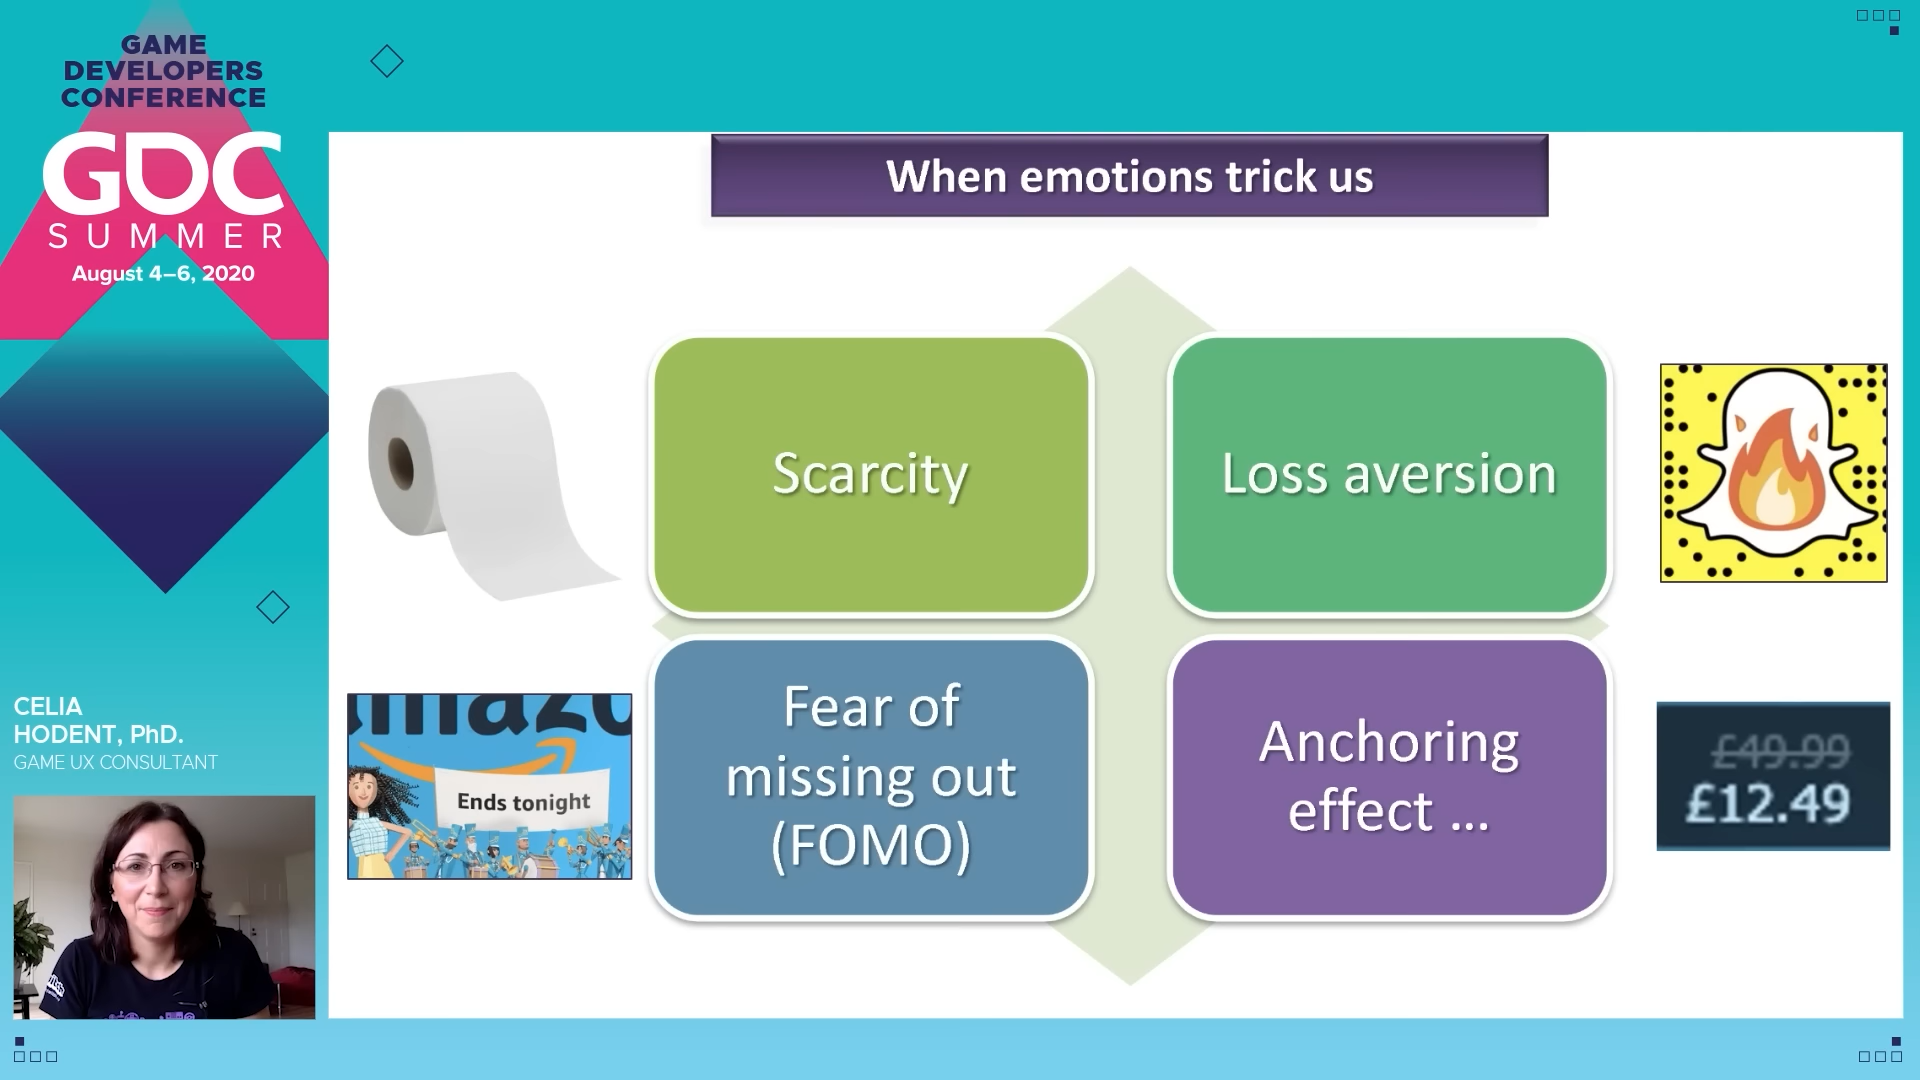 GAME
DEVELOPERS
CONFERENCE
GDC
SUMMER
August 4–6, 2020
When emotions trick us
Scarcity
Loss aversion
Fear of
missing out
(FOMO)
Anchoring
effect ...
Ends tonight
£49.99
£12.49
CELIA
HODENT, PhD.
GAME UX CONSULTANT